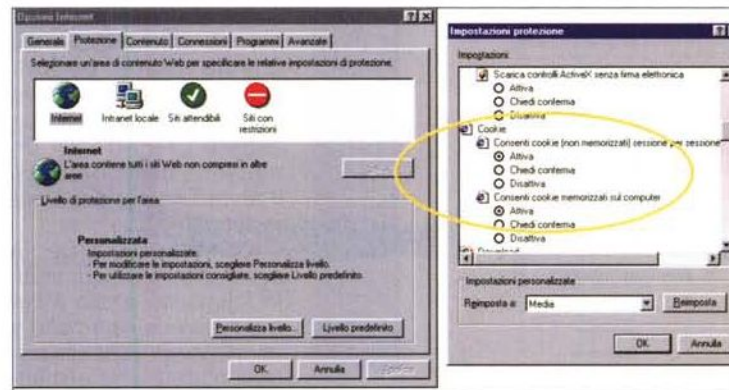 Opzioni Internet
Generale Protezione Contenuto Connessioni Programmi Avanzate
Selezionare un'area di contenuto Web per specificare le relative impostazioni di protezione.
Internet
Intranet locale
Siti attendibili
Siti con
restrizioni
Internet
L'area contiene tutti i siti Web non compresi in altre
aree
Livello di protezione per l'area
Personalizzata
Impostazioni personalizzate.
- Per modificare le impostazioni, scegliere Personalizza livello.
- Per utilizzare le impostazioni consigliate, scegliere Livello predefinito.
Personalizza livello... Livello predefinito
OK Annulla Applica
Impostazioni protezione
Impostazioni:
Scarica controlli ActiveX senza firma elettronica
Attiva
Chiedi conferma
Disattiva
Cookie
Consenti cookie (non memorizzati) sessione per sessione
Attiva
Chiedi conferma
Disattiva
Consenti cookie memorizzati sul computer
Attiva
Chiedi conferma
Disattiva
Download
Impostazioni personalizzate
Reimposta a: Media Reimposta
OK Annulla